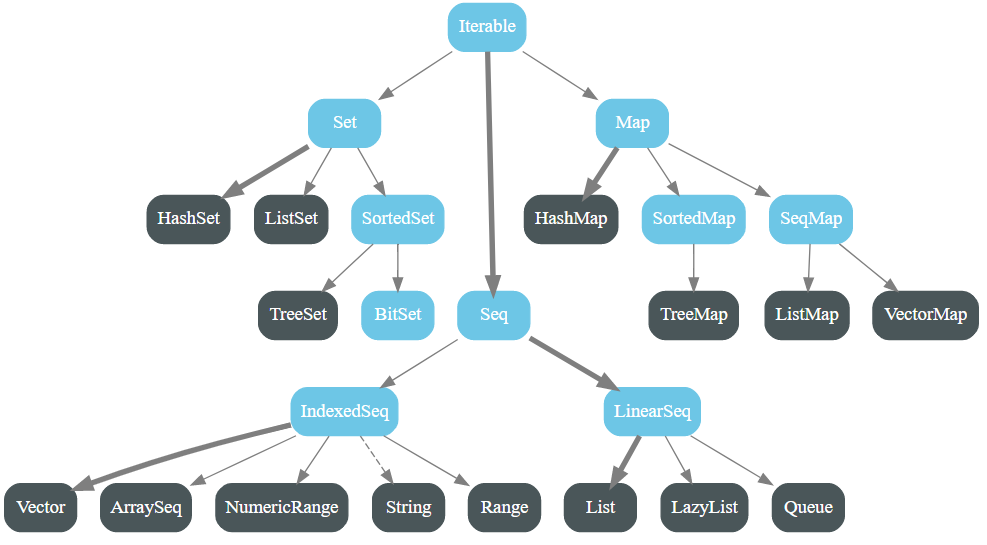 Iterable
Set
Map
HashSet
ListSet
SortedSet
HashMap
SortedMap
SeqMap
TreeSet
BitSet
Seq
TreeMap
ListMap
VectorMap
IndexedSeq
LinearSeq
Vector
ArraySeq
NumericRange
String
Range
List
LazyList
Queue